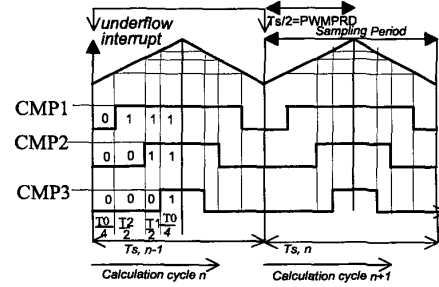 Ts/2=PWMPRD
underflow
interrupt
Sampling Period
CMP1
0 1 1 1
CMP2
0 0 1 1
CMP3
0 0 0 1
T0/4 T2/2 T1/2 T0/4
Ts, n-1
Ts, n
Calculation cycle n
Calculation cycle n+1